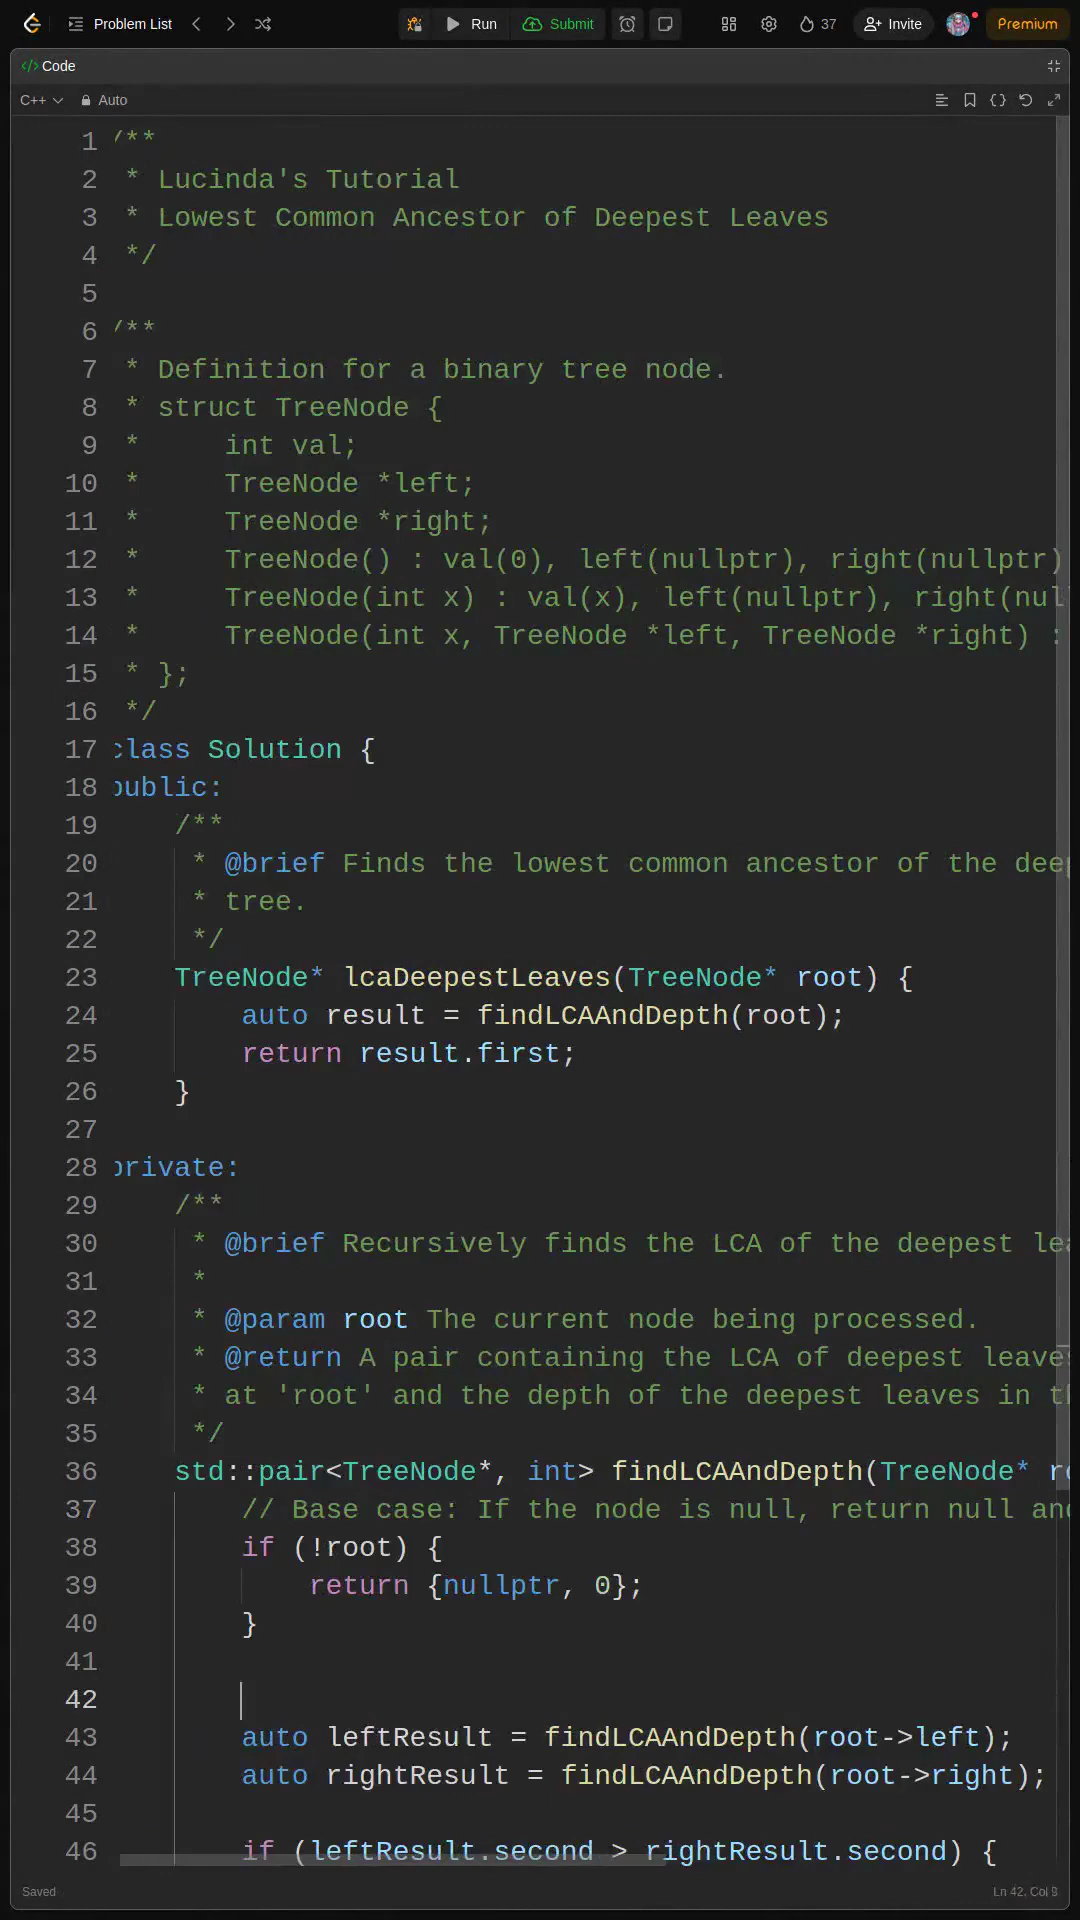 Problem List Run Submit 37 Invite Premium
</> Code
C++ Auto
1 /**
2 * Lucinda's Tutorial
3 * Lowest Common Ancestor of Deepest Leaves
4 */
5
6 /**
7 * Definition for a binary tree node.
8 * struct TreeNode {
9 *     int val;
10 *     TreeNode *left;
11 *     TreeNode *right;
12 *     TreeNode() : val(0), left(nullptr), right(nullptr)
13 *     TreeNode(int x) : val(x), left(nullptr), right(nul
14 *     TreeNode(int x, TreeNode *left, TreeNode *right) :
15 * };
16 */
17 class Solution {
18 public:
19     /**
20      * @brief Finds the lowest common ancestor of the dee
21      * tree.
22      */
23     TreeNode* lcaDeepestLeaves(TreeNode* root) {
24         auto result = findLCAAndDepth(root);
25         return result.first;
26     }
27
28 private:
29     /**
30      * @brief Recursively finds the LCA of the deepest lea
31      *
32      * @param root The current node being processed.
33      * @return A pair containing the LCA of deepest leaves
34      * at 'root' and the depth of the deepest leaves in th
35      */
36     std::pair<TreeNode*, int> findLCAAndDepth(TreeNode* ro
37         // Base case: If the node is null, return null and
38         if (!root) {
39             return {nullptr, 0};
40         }
41
42
43         auto leftResult = findLCAAndDepth(root->left);
44         auto rightResult = findLCAAndDepth(root->right);
45
46         if (leftResult.second > rightResult.second) {
Saved Ln 42, Col 9